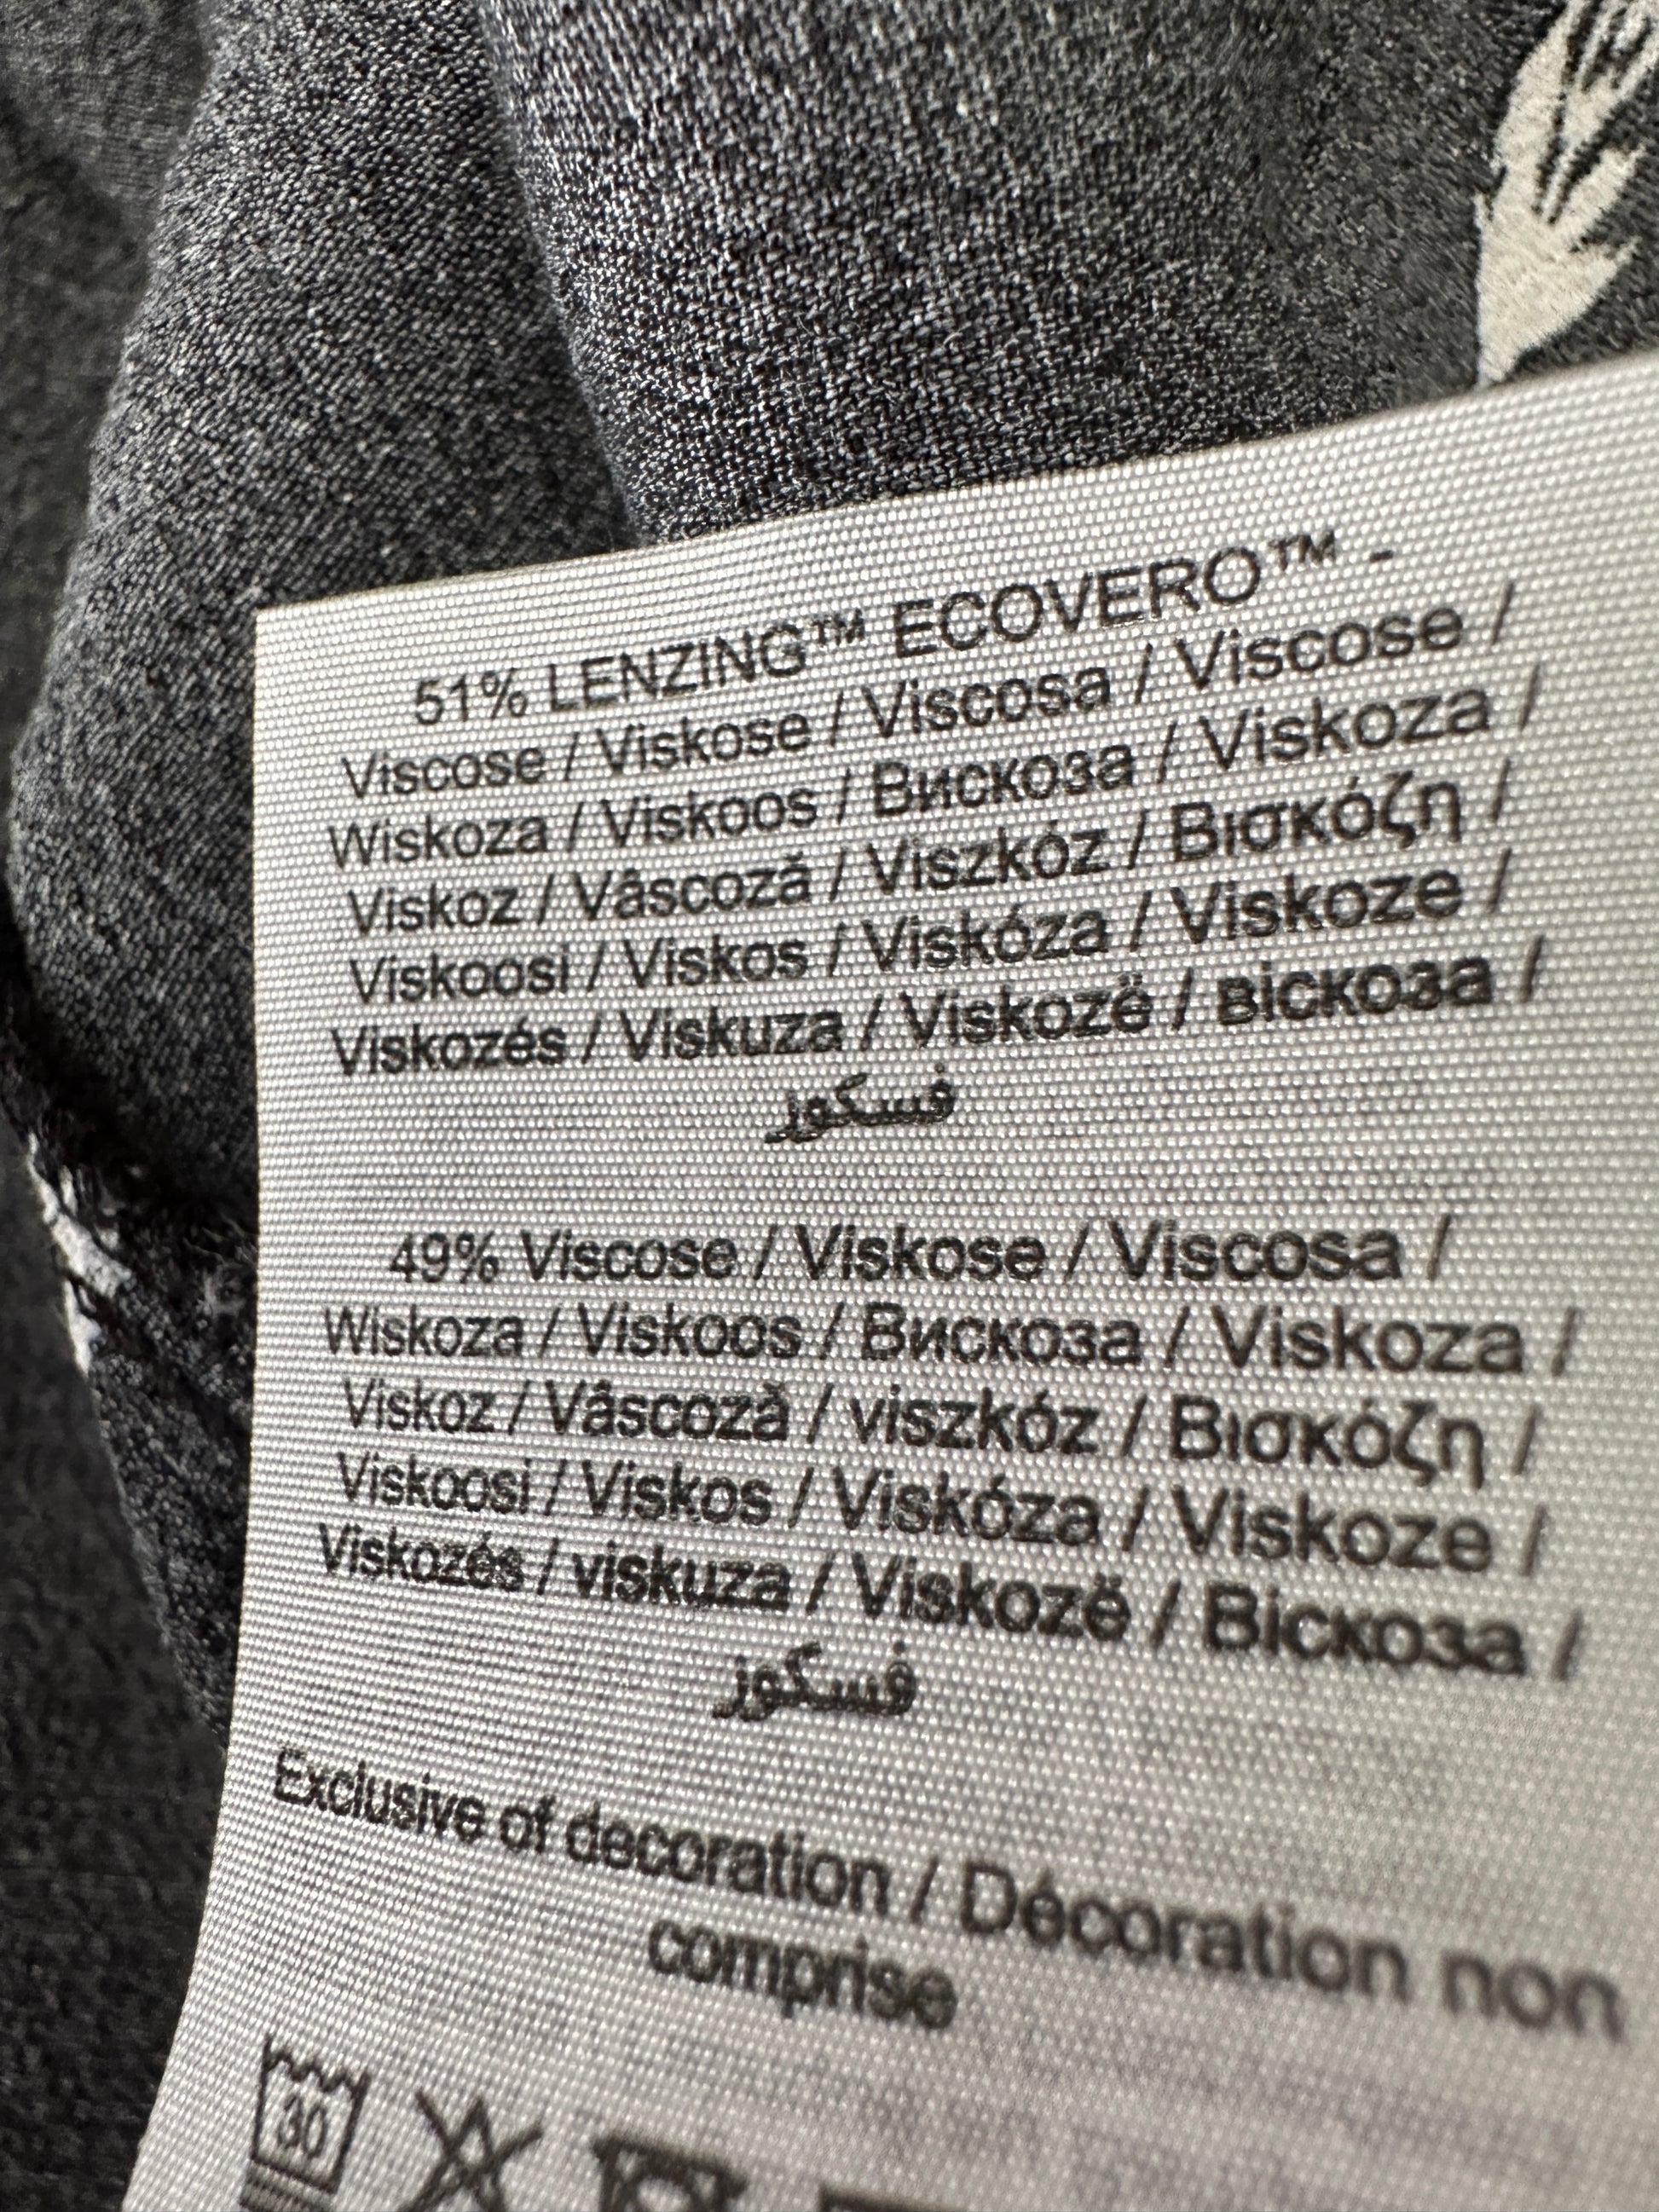 51% LENZING™ ECOVERO™ -
Viscose / Viskose / Viscosa / Viscose /
Wiskoza / Viskoos / Вискоза / Viskoza /
Viskoz / Vâscoză / Viszkóz / Βισκόζη /
Viskoosi / Viskos / Viskóza / Viskoze /
Viskozés / Viskuza / Viskozë / віскоза /
فسكوز
49% Viscose / Viskose / Viscosa /
Wiskoza / Viskoos / Вискоза / Viskoza /
Viskoz / Vâscoză / viszkóz / Βισκόζη /
Viskoosi / Viskos / Viskóza / Viskoze /
Viskozés / viskuza / Viskozë / Віскоза /
فسكوز
Exclusive of decoration / Décoration non
comprise
30